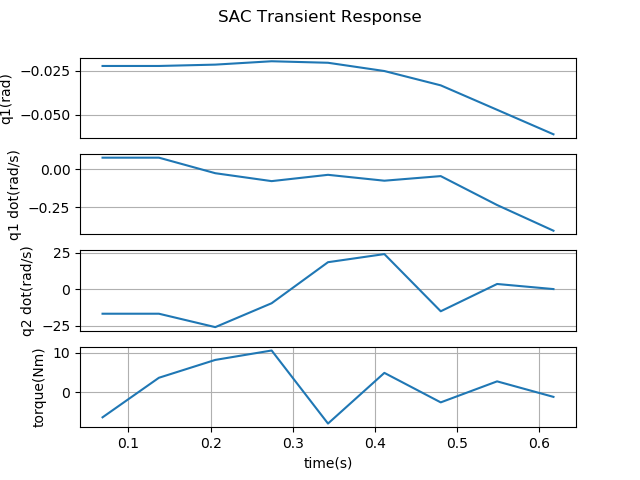 SAC Transient Response
q1(rad)
−0.025
−0.050
q1 dot(rad/s)
0.00
−0.25
q2 dot(rad/s)
25
0
−25
torque(Nm)
10
0
0.1 0.2 0.3 0.4 0.5 0.6
time(s)